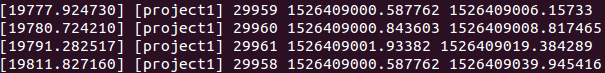 [19777.924730] [project1] 29959 1526409000.587762 1526409006.15733
[19780.724210] [project1] 29960 1526409000.843603 1526409008.817465
[19791.282517] [project1] 29961 1526409001.93382 1526409019.384289
[19811.827160] [project1] 29958 1526409000.587762 1526409039.945416